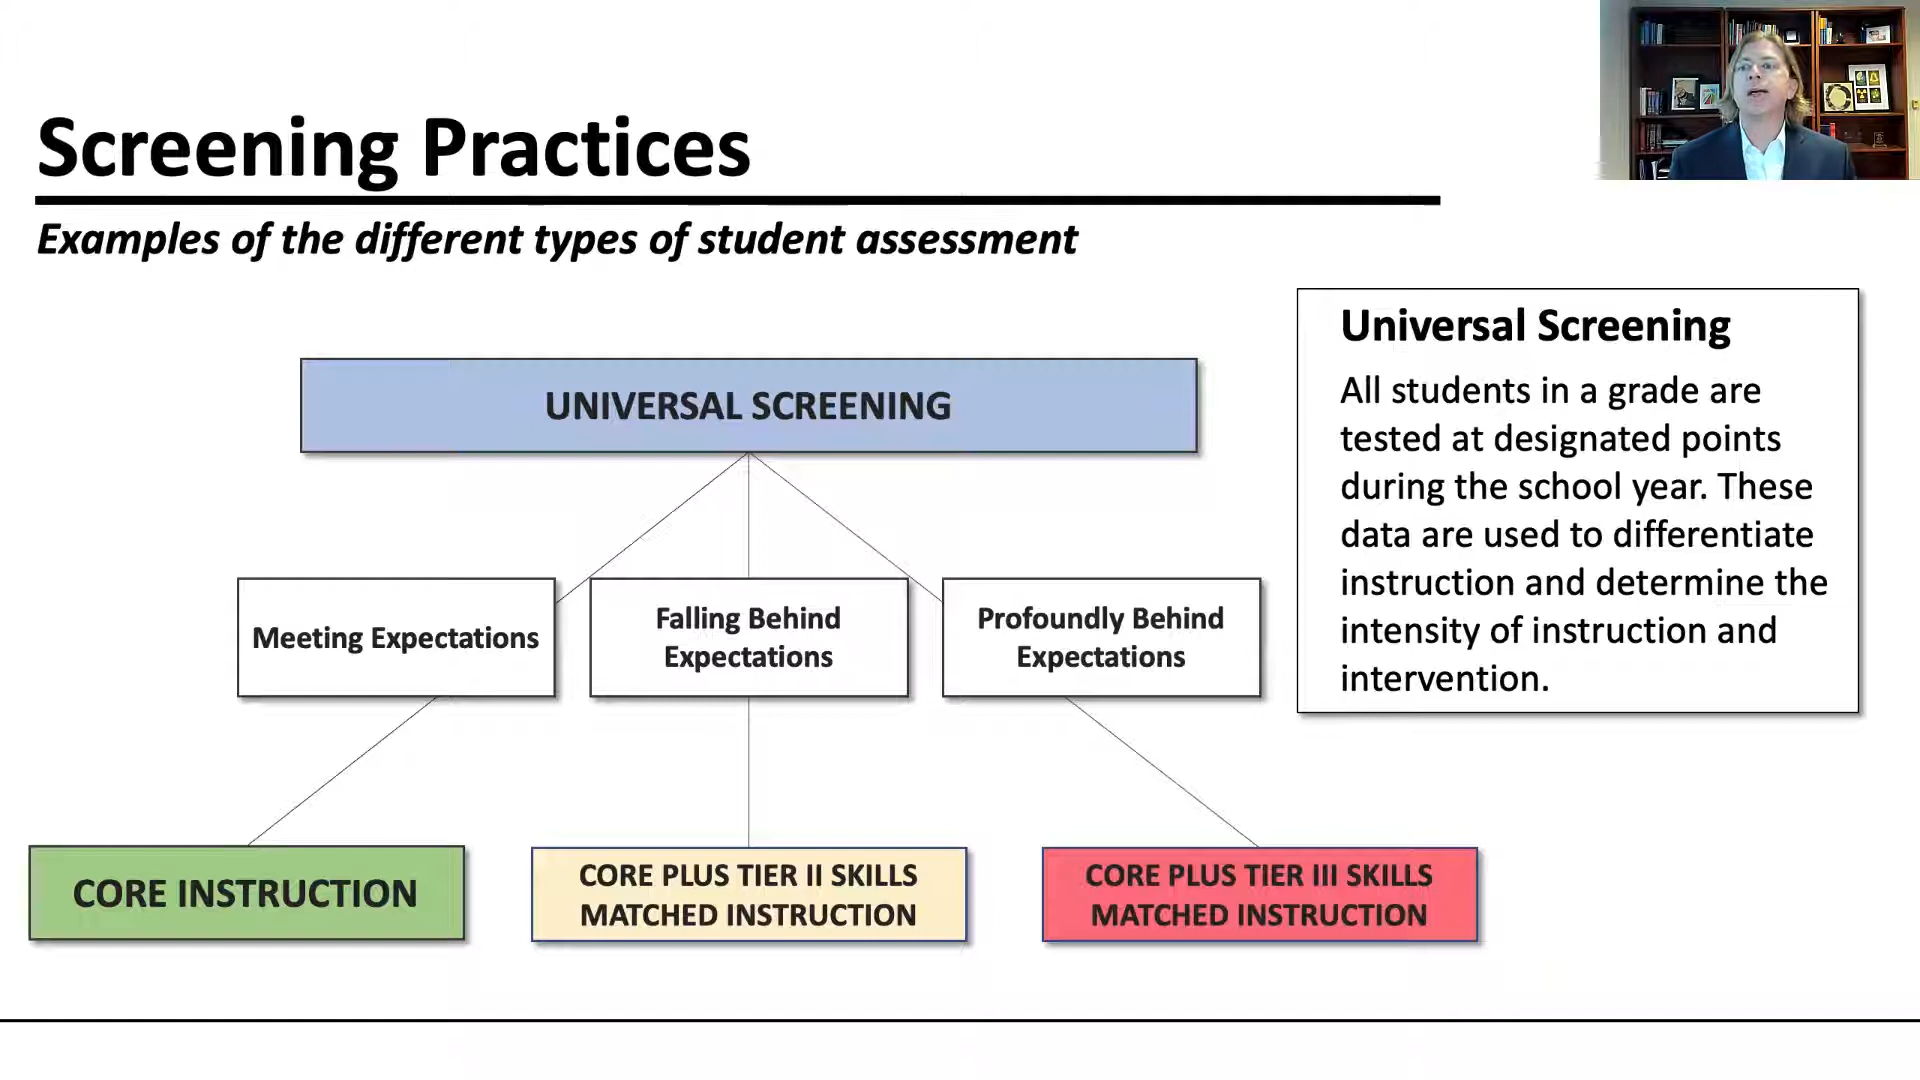 Screening Practices
Examples of the different types of student assessment
UNIVERSAL SCREENING
Meeting Expectations
Falling Behind
Expectations
Profoundly Behind
Expectations
CORE INSTRUCTION
CORE PLUS TIER II SKILLS
MATCHED INSTRUCTION
CORE PLUS TIER III SKILLS
MATCHED INSTRUCTION
Universal Screening
All students in a grade are
tested at designated points
during the school year. These
data are used to differentiate
instruction and determine the
intensity of instruction and
intervention.